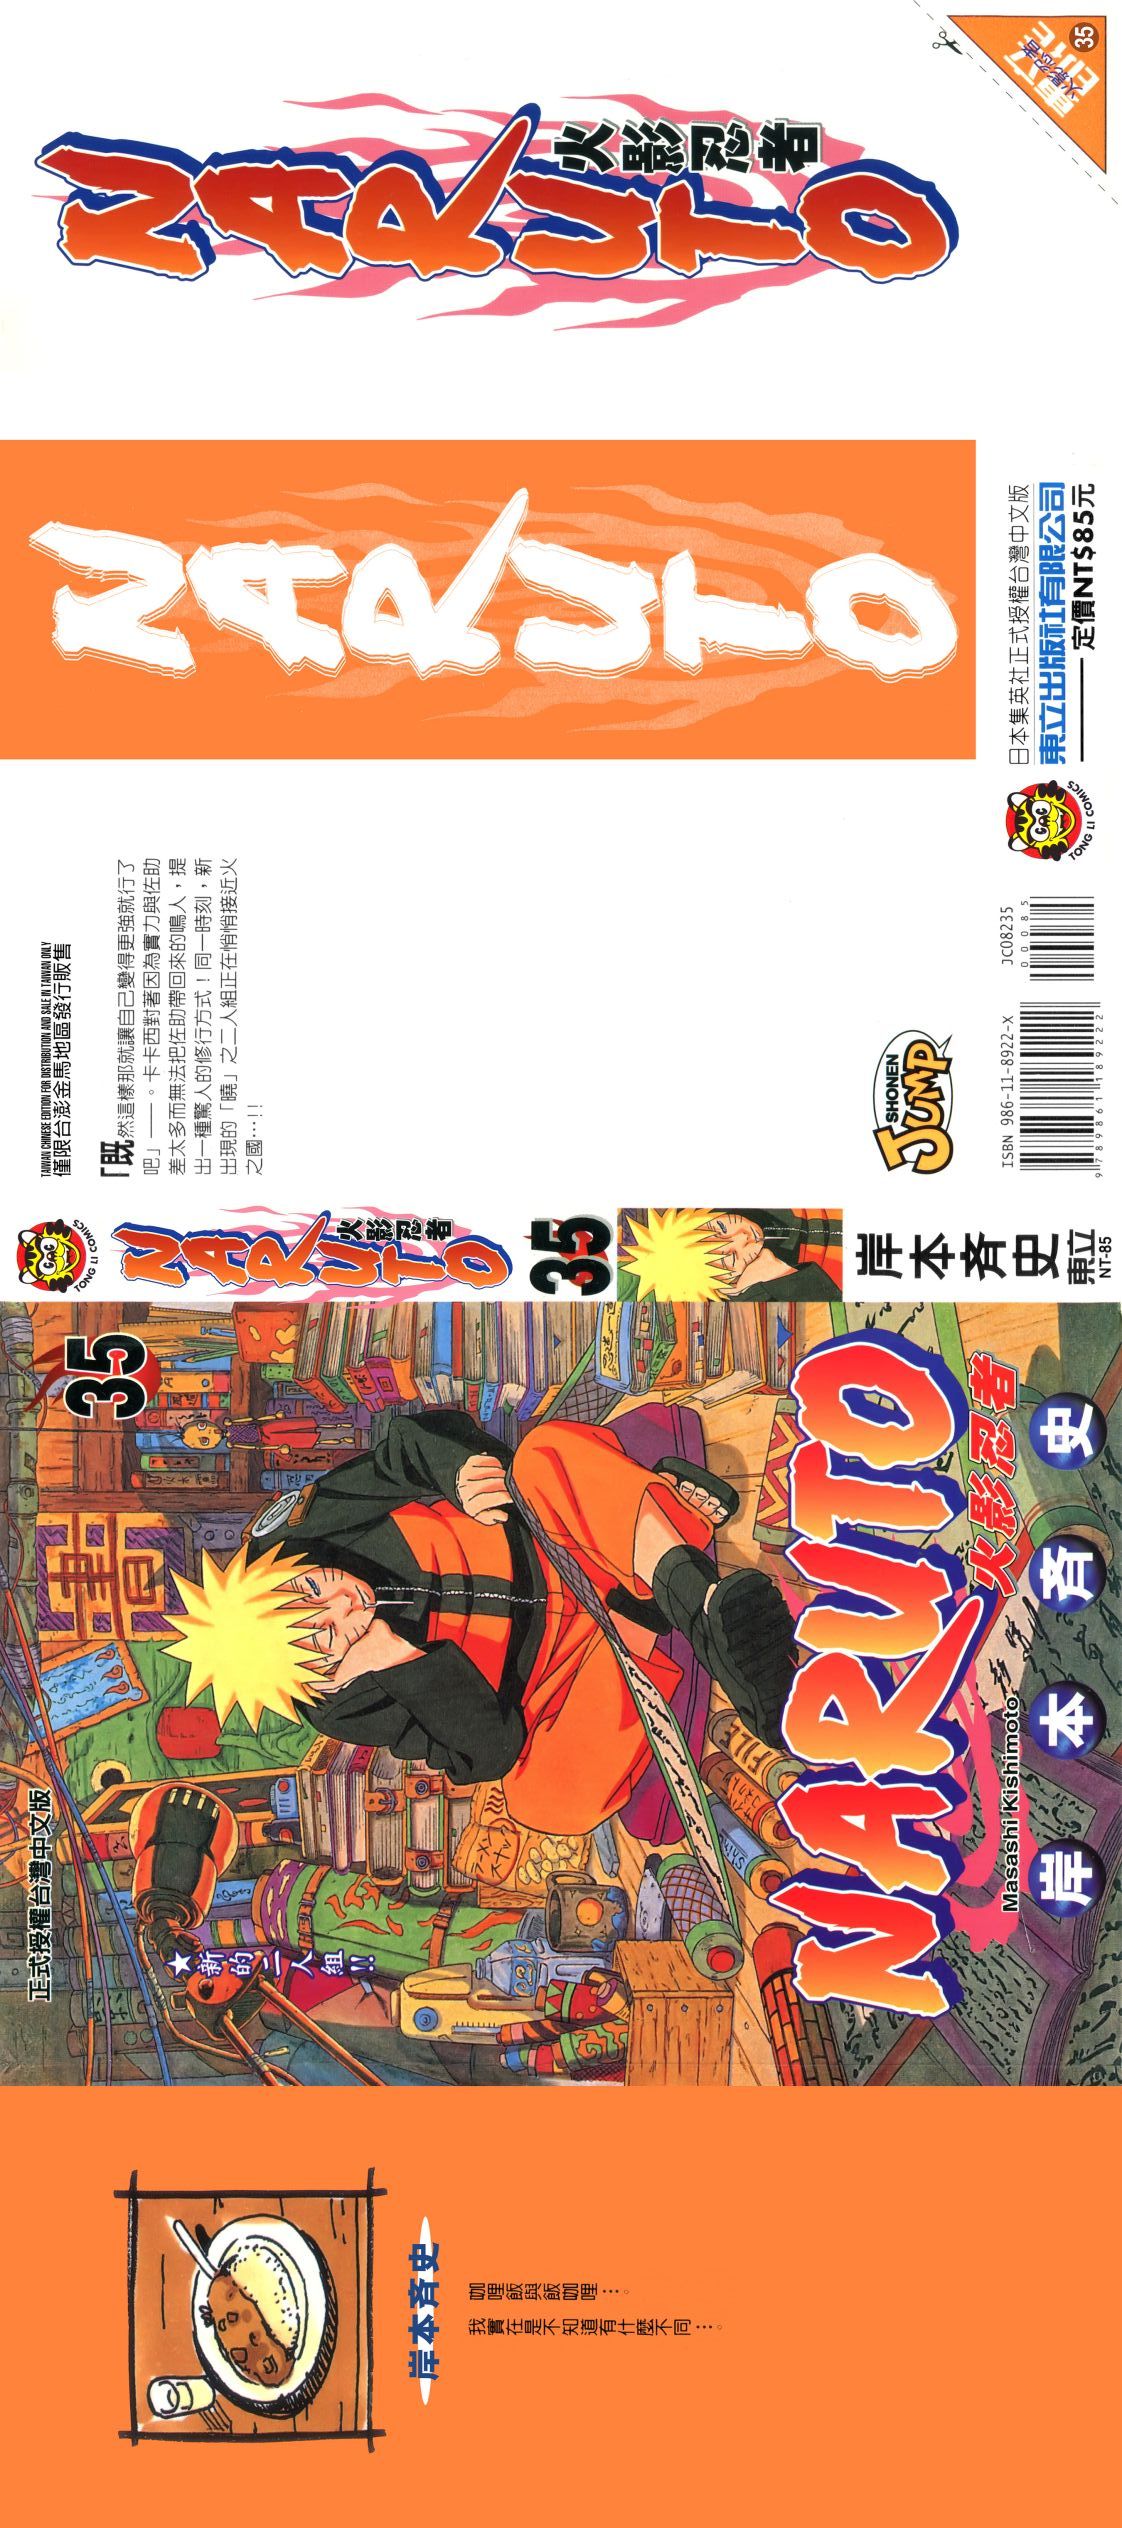 NARUTO
火影忍者
35
火影忍者
NARUTO
日本集英社正式授權台灣中文版
東立出版社有限公司
定價NT$85元
TONG LI COMICS
TAIWAN CHINESE EDITION FOR DISTRIBUTION AND SALE IN TAIWAN ONLY
僅限台澎金馬地區發行販售
「既然這樣那就讓自己變得更強就行了
吧」——。卡卡西對著因為實力與佐助
差太多而無法把佐助帶回來的鳴人，提
出一種驚人的修行方式！同一時刻，新
出現的「曉」之二人組正在悄悄接近火
之國…!!
SHONEN
JUMP
JC08235
00085
ISBN 986-11-8922-X
9789861189222
TONG LI COMICS
NARUTO
火影忍者
35
岸本斉史
東立
NT-85
35
正式授權台灣中文版
書
★新的二人組!!
NARUTO
火影忍者
Masashi Kishimoto
岸本斉史
岸本斉史
咖哩飯與飯咖哩…。
我實在是不知道有什麼不同…。